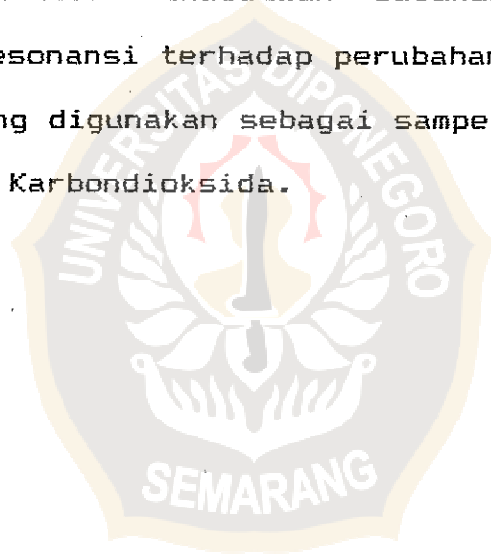 esonansi terhadap perubahan
ng digunakan sebagai sampe
Karbondioksida.
UNIVERSITAS DIPONEGORO
SEMARANG